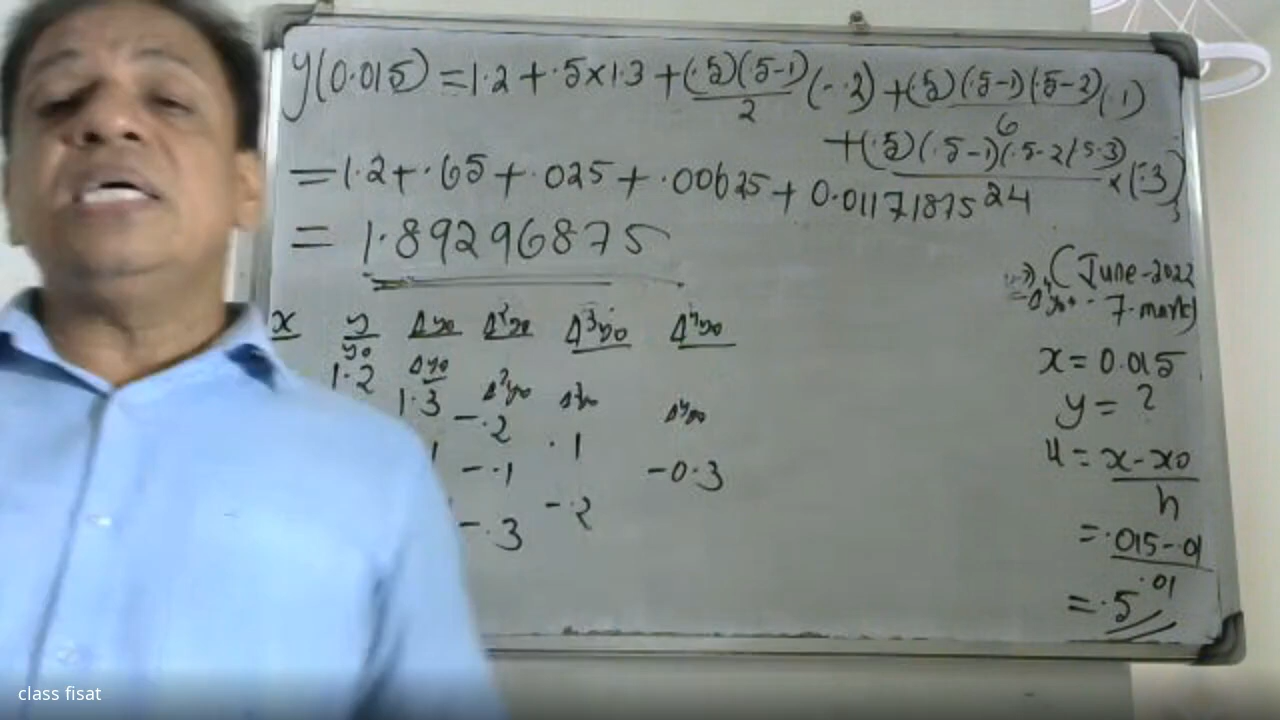 y(0.015) = 1.2 + .5×1.3 + (.5)(.5-1)/2 (-.2) + (.5)(.5-1)(.5-2)/6 (.1)
+ (.5)(.5-1)(.5-2)(.5-3)/24 × (-.3)
= 1.2 + .65 + .025 + .00625 + 0.01171875
= 1.89296875
(June-2022
7-mark)
x y Δy0 Δ²y0 Δ³y0 Δ⁴y0
y0
1.2 Δy0
1.3 Δ²y0 Δ³y0 Δ⁴y0
-.2
.1
-.1 -0.3
-.2
-.3
x = 0.015
y = ?
u = x-x0
h
= .015-.01
.01
= .5
class fisat